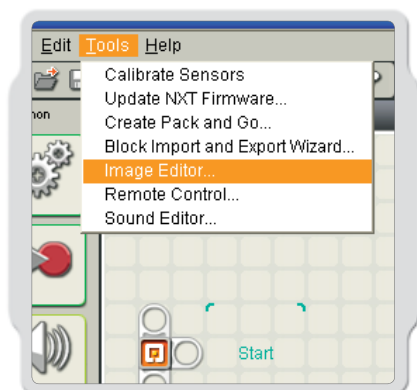 Edit Tools Help
Calibrate Sensors
Update NXT Firmware...
Create Pack and Go...
Block Import and Export Wizard...
Image Editor...
Remote Control...
Sound Editor...
Start